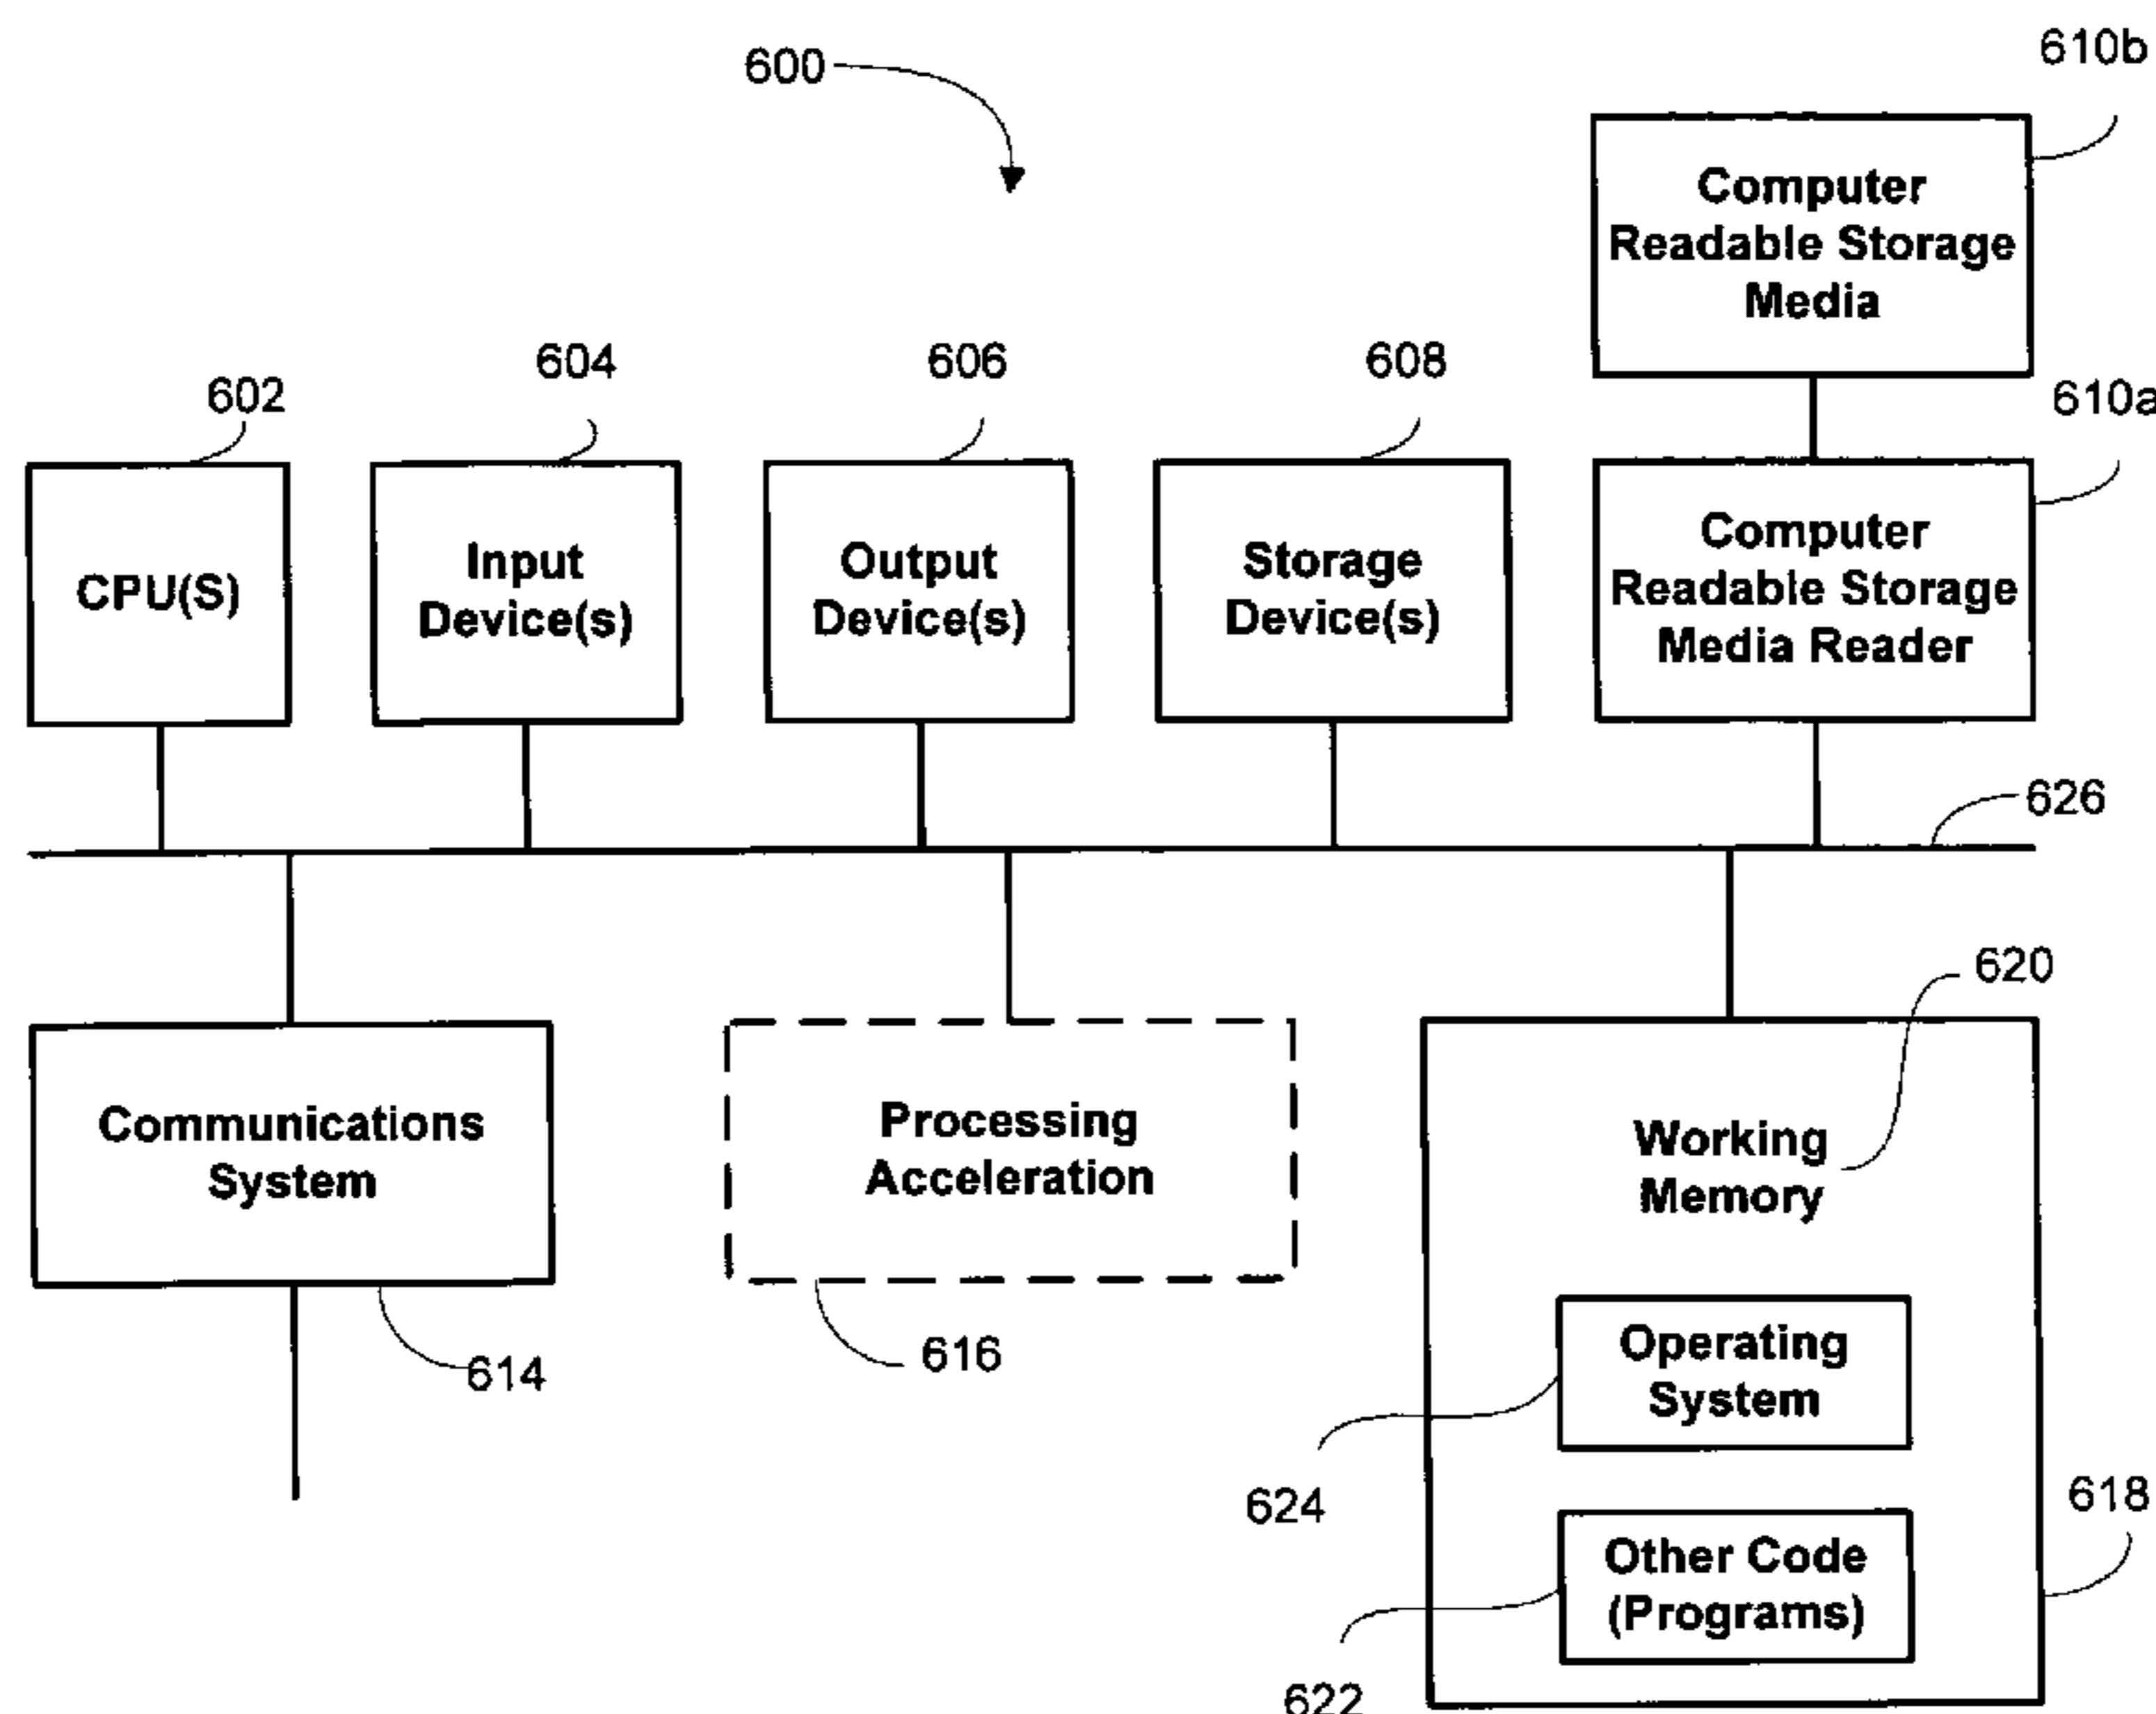 600
610b
Computer
Readable Storage
Media
602
604
606
608
610a
CPU(S)
Input
Device(s)
Output
Device(s)
Storage
Device(s)
Computer
Readable Storage
Media Reader
626
620
Communications
System
Processing
Acceleration
Working
Memory
614
616
Operating
System
624
618
Other Code
(Programs)
622